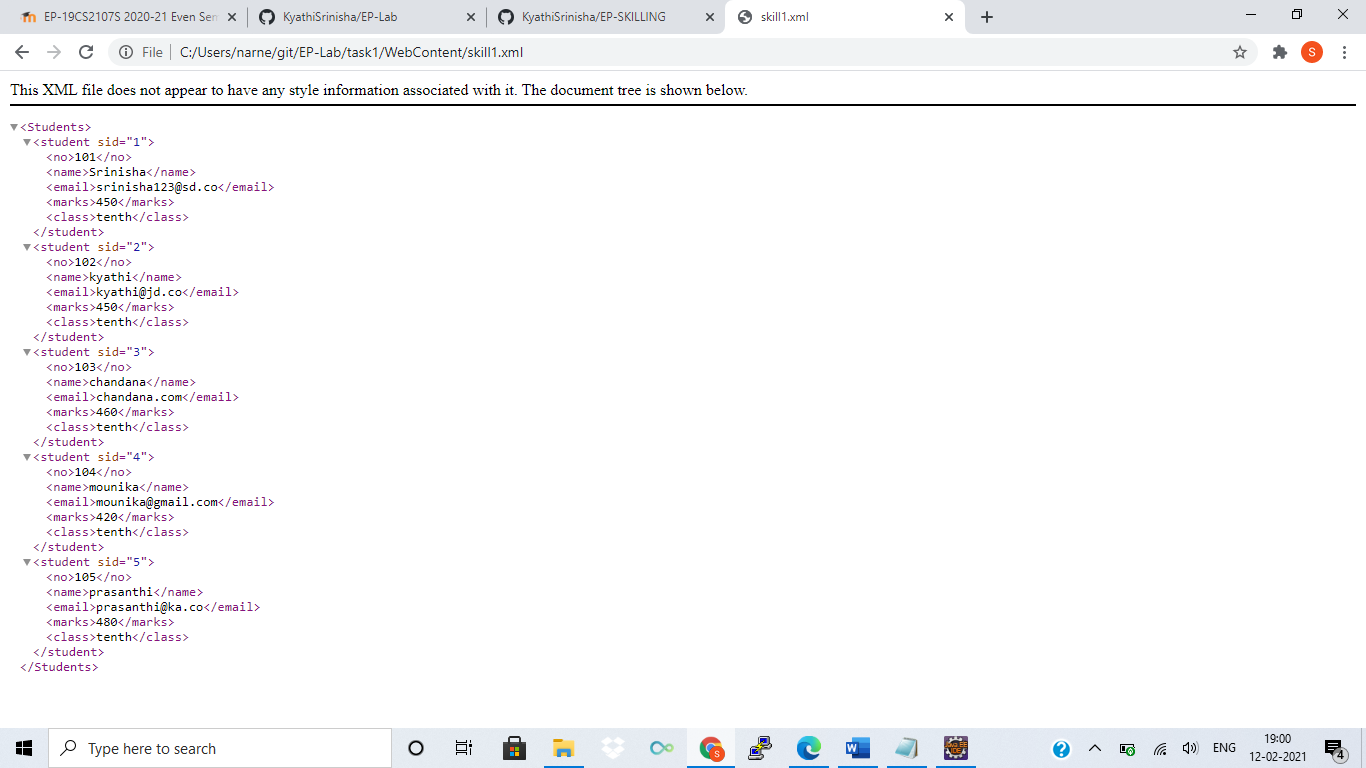 EP-19CS2107S 2020-21 Even Sem
KyathiSrinisha/EP-Lab
KyathiSrinisha/EP-SKILLING
skill1.xml
File | C:/Users/narne/git/EP-Lab/task1/WebContent/skill1.xml
S
This XML file does not appear to have any style information associated with it. The document tree is shown below.
<Students>
<student sid="1">
<no>101</no>
<name>Srinisha</name>
<email>srinisha123@sd.co</email>
<marks>450</marks>
<class>tenth</class>
</student>
<student sid="2">
<no>102</no>
<name>kyathi</name>
<email>kyathi@jd.co</email>
<marks>450</marks>
<class>tenth</class>
</student>
<student sid="3">
<no>103</no>
<name>chandana</name>
<email>chandana.com</email>
<marks>460</marks>
<class>tenth</class>
</student>
<student sid="4">
<no>104</no>
<name>mounika</name>
<email>mounika@gmail.com</email>
<marks>420</marks>
<class>tenth</class>
</student>
<student sid="5">
<no>105</no>
<name>prasanthi</name>
<email>prasanthi@ka.co</email>
<marks>480</marks>
<class>tenth</class>
</student>
</Students>
Type here to search
ENG
19:00
12-02-2021
4